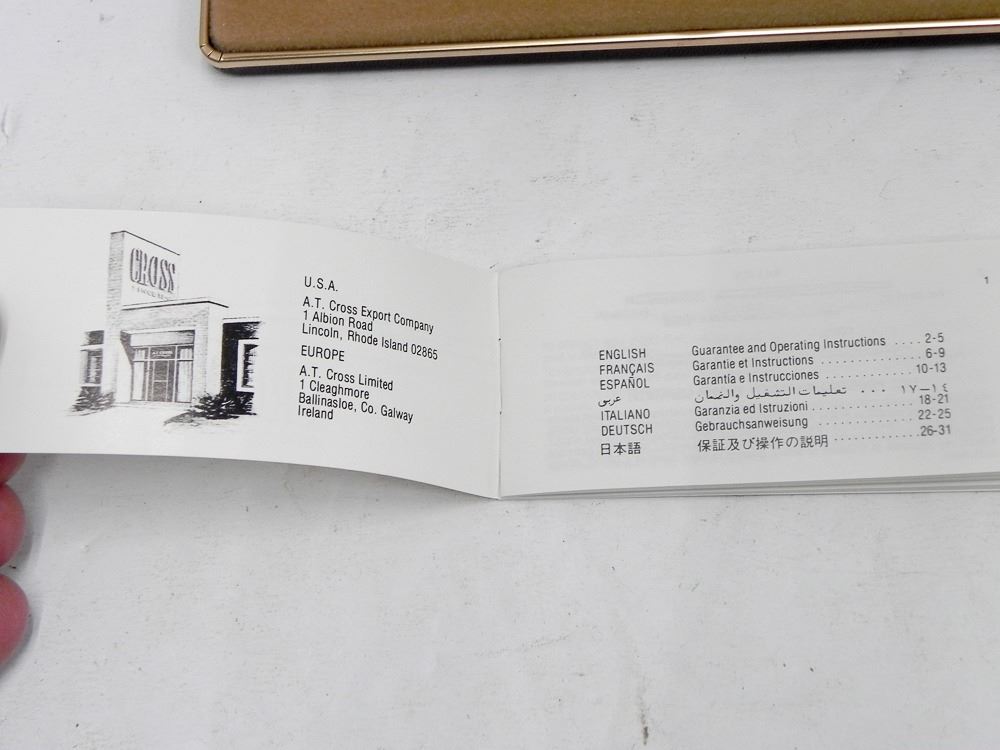 CROSS
U.S.A.
A.T. Cross Export Company
1 Albion Road
Lincoln, Rhode Island 02865
EUROPE
A.T. Cross Limited
1 Cleaghmore
Ballinasloe, Co. Galway
Ireland
1
ENGLISH Guarantee and Operating Instructions .... 2-5
FRANÇAIS Garantie et Instructions ............ 6-9
ESPAÑOL Garantía e Instrucciones ........... 10-13
عربى تعليمات التشغيل والضمان ... ١٧-١٤
ITALIANO Garanzia ed Istruzioni ............. 18-21
DEUTSCH Gebrauchsanweisung ............ 22-25
日本語 保証及び操作の説明 ............ 26-31